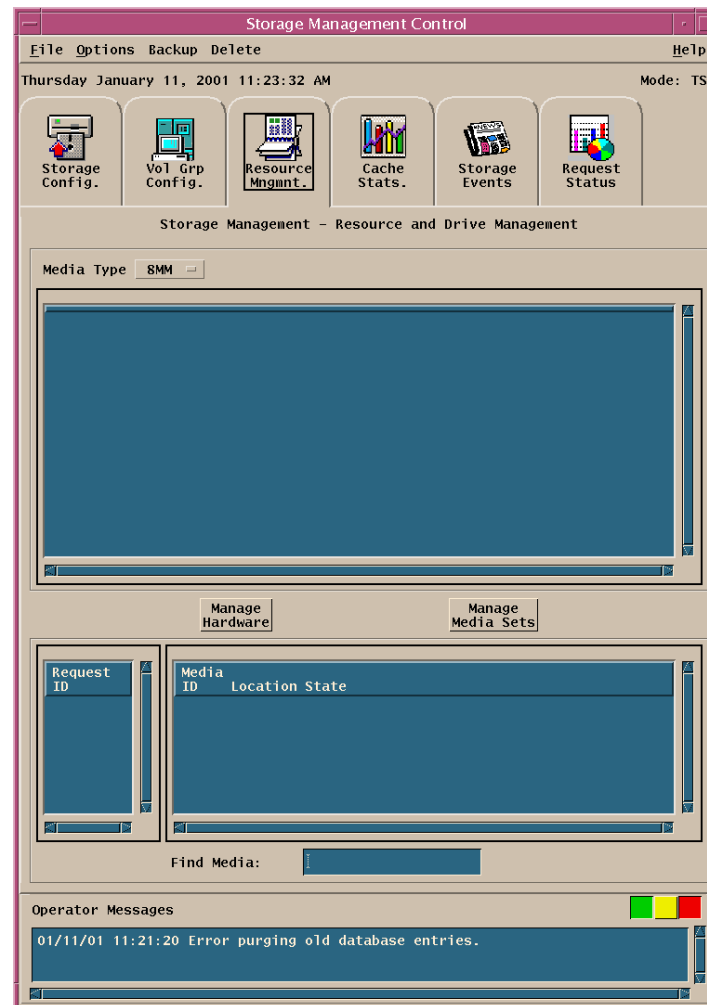 Storage Management Control
File Options Backup Delete Help
Thursday January 11, 2001 11:23:32 AM Mode: TS
Storage Config.
Vol Grp Config.
Resource Mngmnt.
Cache Stats.
Storage Events
Request Status
Storage Management - Resource and Drive Management
Media Type 8MM
Manage Hardware
Manage Media Sets
Request ID
Media
ID Location State
Find Media:
Operator Messages
01/11/01 11:21:20 Error purging old database entries.